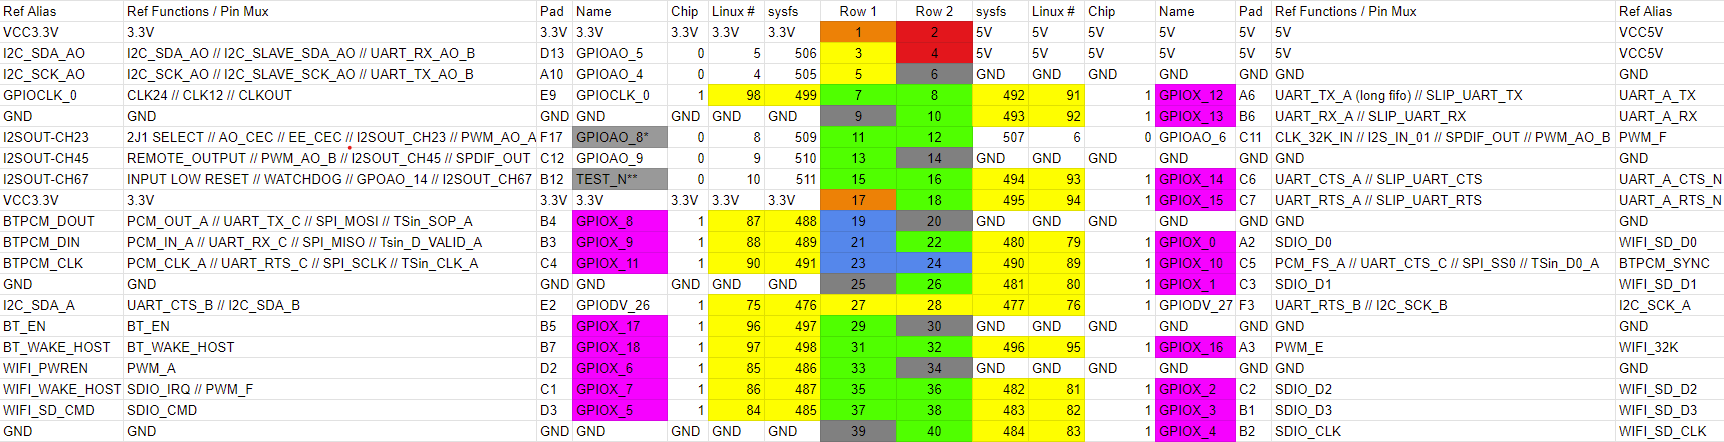 Ref Alias Ref Functions / Pin Mux Pad Name Chip Linux # sysfs Row 1 Row 2 sysfs Linux # Chip Name Pad Ref Functions / Pin Mux Ref Alias
VCC3.3V 3.3V 3.3V 3.3V 3.3V 3.3V 3.3V 1 2 5V 5V 5V 5V 5V 5V VCC5V
I2C_SDA_AO I2C_SDA_AO // I2C_SLAVE_SDA_AO // UART_RX_AO_B D13 GPIOAO_5 0 5 506 3 4 5V 5V 5V 5V 5V 5V VCC5V
I2C_SCK_AO I2C_SCK_AO // I2C_SLAVE_SCK_AO // UART_TX_AO_B A10 GPIOAO_4 0 4 505 5 6 GND GND GND GND GND GND GND
GPIOCLK_0 CLK24 // CLK12 // CLKOUT E9 GPIOCLK_0 1 98 499 7 8 492 91 1 GPIOX_12 A6 UART_TX_A (long fifo) // SLIP_UART_TX UART_A_TX
GND GND GND GND GND GND GND 9 10 493 92 1 GPIOX_13 B6 UART_RX_A // SLIP_UART_RX UART_A_RX
I2SOUT-CH23 2J1 SELECT // AO_CEC // EE_CEC // I2SOUT_CH23 // PWM_AO_A F17 GPIOAO_8* 0 8 509 11 12 507 6 0 GPIOAO_6 C11 CLK_32K_IN // I2S_IN_01 // SPDIF_OUT // PWM_AO_B PWM_F
I2SOUT-CH45 REMOTE_OUTPUT // PWM_AO_B // I2SOUT_CH45 // SPDIF_OUT C12 GPIOAO_9 0 9 510 13 14 GND GND GND GND GND GND GND
I2SOUT-CH67 INPUT LOW RESET // WATCHDOG // GPOAO_14 // I2SOUT_CH67 B12 TEST_N** 0 10 511 15 16 494 93 1 GPIOX_14 C6 UART_CTS_A // SLIP_UART_CTS UART_A_CTS_N
VCC3.3V 3.3V 3.3V 3.3V 3.3V 3.3V 3.3V 17 18 495 94 1 GPIOX_15 C7 UART_RTS_A // SLIP_UART_RTS UART_A_RTS_N
BTPCM_DOUT PCM_OUT_A // UART_TX_C // SPI_MOSI // TSin_SOP_A B4 GPIOX_8 1 87 488 19 20 GND GND GND GND GND GND GND
BTPCM_DIN PCM_IN_A // UART_RX_C // SPI_MISO // Tsin_D_VALID_A B3 GPIOX_9 1 88 489 21 22 480 79 1 GPIOX_0 A2 SDIO_D0 WIFI_SD_D0
BTPCM_CLK PCM_CLK_A // UART_RTS_C // SPI_SCLK // TSin_CLK_A C4 GPIOX_11 1 90 491 23 24 490 89 1 GPIOX_10 C5 PCM_FS_A // UART_CTS_C // SPI_SS0 // TSin_D0_A BTPCM_SYNC
GND GND GND GND GND GND GND 25 26 481 80 1 GPIOX_1 C3 SDIO_D1 WIFI_SD_D1
I2C_SDA_A UART_CTS_B // I2C_SDA_B E2 GPIODV_26 1 75 476 27 28 477 76 1 GPIODV_27 F3 UART_RTS_B // I2C_SCK_B I2C_SCK_A
BT_EN BT_EN B5 GPIOX_17 1 96 497 29 30 GND GND GND GND GND GND GND
BT_WAKE_HOST BT_WAKE_HOST B7 GPIOX_18 1 97 498 31 32 496 95 1 GPIOX_16 A3 PWM_E WIFI_32K
WIFI_PWREN PWM_A D2 GPIOX_6 1 85 486 33 34 GND GND GND GND GND GND GND
WIFI_WAKE_HOST SDIO_IRQ // PWM_F C1 GPIOX_7 1 86 487 35 36 482 81 1 GPIOX_2 C2 SDIO_D2 WIFI_SD_D2
WIFI_SD_CMD SDIO_CMD D3 GPIOX_5 1 84 485 37 38 483 82 1 GPIOX_3 B1 SDIO_D3 WIFI_SD_D3
GND GND GND GND GND GND GND 39 40 484 83 1 GPIOX_4 B2 SDIO_CLK WIFI_SD_CLK